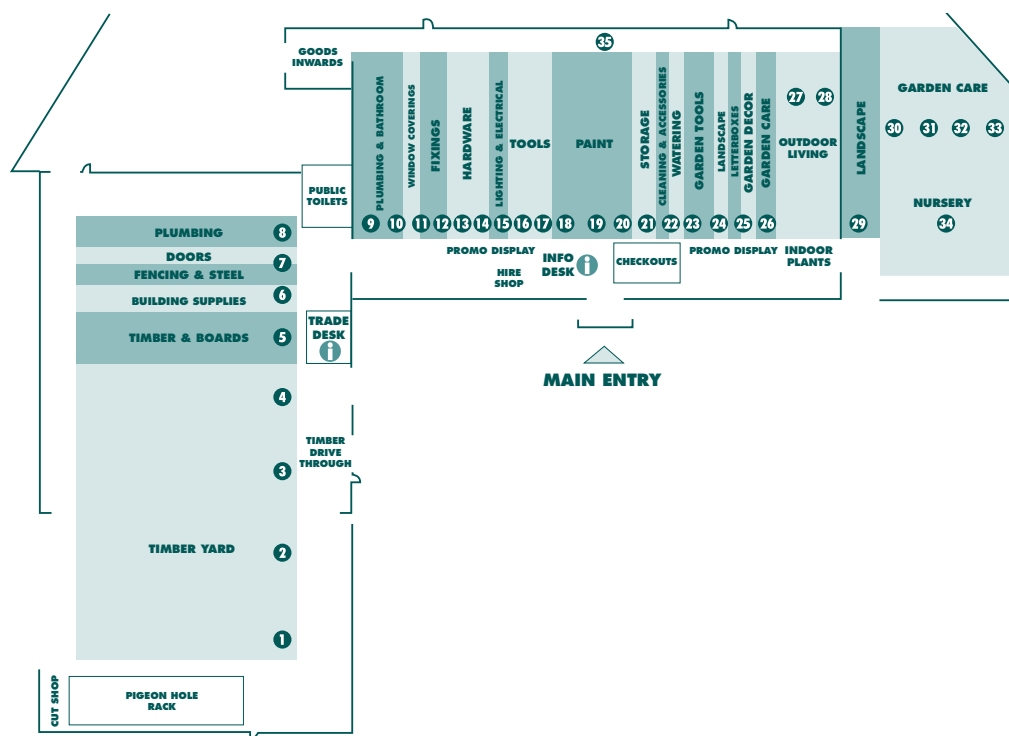 GOODS
INWARDS
35
PLUMBING & BATHROOM
WINDOW COVERINGS
FIXINGS
HARDWARE
LIGHTING & ELECTRICAL
TOOLS
PAINT
STORAGE
CLEANING & ACCESSORIES
WATERING
GARDEN TOOLS
LANDSCAPE
LETTERBOXES
GARDEN DECOR
GARDEN CARE
27 28
OUTDOOR
LIVING
LANDSCAPE
GARDEN CARE
30 31 32 33
NURSERY
34
PUBLIC
TOILETS
9 10 11 12 13 14 15 16 17 18 19 20 21 22 23 24 25 26 29
PLUMBING 8
DOORS
7
FENCING & STEEL
BUILDING SUPPLIES 6
TIMBER & BOARDS 5
TRADE
DESK
i
PROMO DISPLAY
HIRE
SHOP
INFO
DESK i
CHECKOUTS
PROMO DISPLAY
INDOOR
PLANTS
MAIN ENTRY
4
TIMBER
DRIVE
THROUGH
3
TIMBER YARD 2
1
CUT SHOP
PIGEON HOLE
RACK